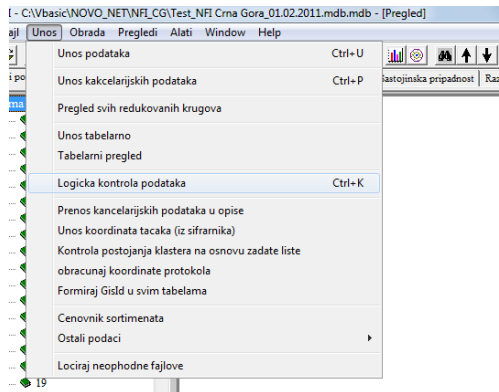 I - C:\Vbasic\NOVO_NET\NFI_CG\Test_NFI Crna Gora_01.02.2011.mdb.mdb - [Pregled]
ajl Unos Obrada Pregledi Alati Window Help
Unos podataka Ctrl+U
i po
Unos kakcelarijskih podataka Ctrl+P
Sastojinska pripadnost Raz
Pregled svih redukovanih krugova
ma
Unos tabelarno
Tabelarni pregled
Logicka kontrola podataka Ctrl+K
Prenos kancelarijskih podataka u opise
Unos koordinata tacaka (iz sifrarnika)
Kontrola postojanja klastera na osnovu zadate liste
obracunaj koordinate protokola
Formiraj GisId u svim tabelama
Cenovnik sortimenata
Ostali podaci
Lociraj neophodne fajlove
19